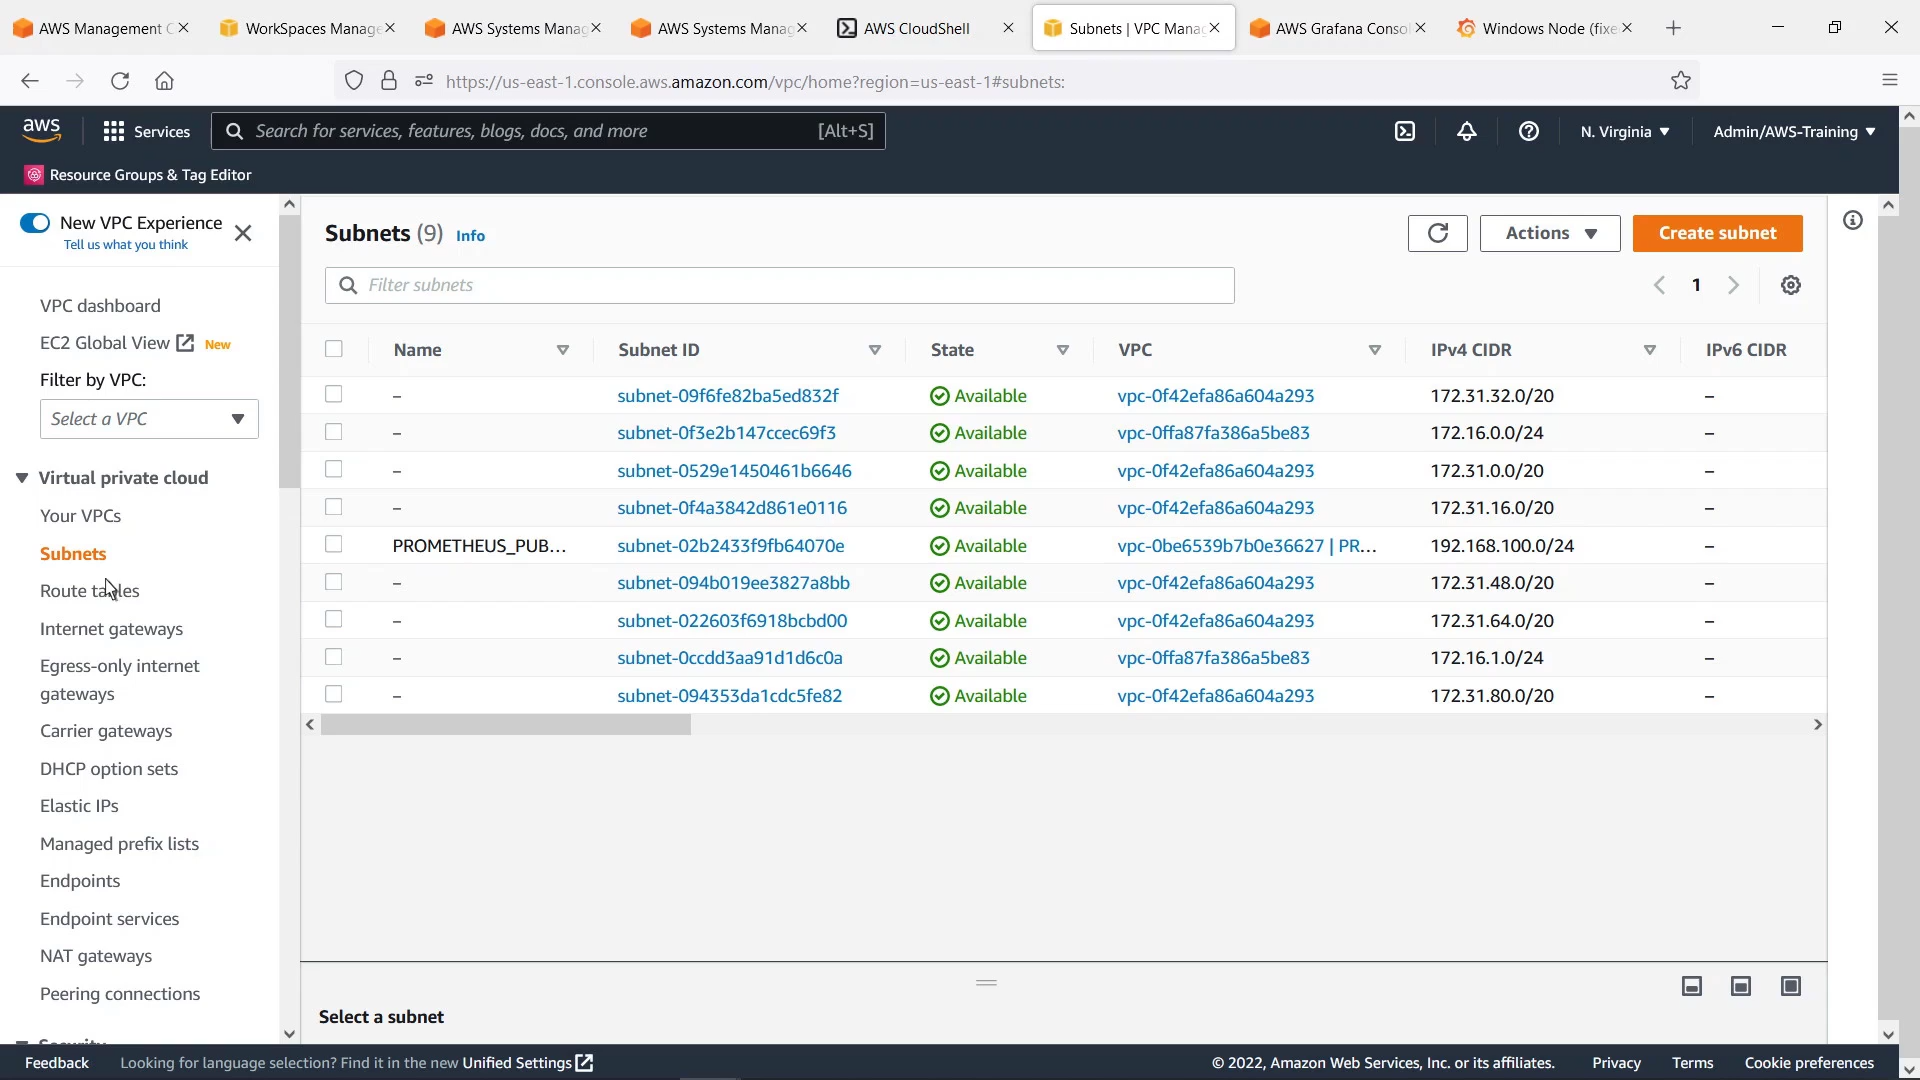 AWS Management C
WorkSpaces Manage
AWS Systems Manag
AWS Systems Manag
AWS CloudShell
Subnets | VPC Manag
AWS Grafana Consol
Windows Node (fixe
https://us-east-1.console.aws.amazon.com/vpc/home?region=us-east-1#subnets:
aws
Services
Search for services, features, blogs, docs, and more
[Alt+S]
N. Virginia
Admin/AWS-Training
Resource Groups & Tag Editor
New VPC Experience
Tell us what you think
VPC dashboard
EC2 Global View New
Filter by VPC:
Select a VPC
Virtual private cloud
Your VPCs
Subnets
Route tables
Internet gateways
Egress-only internet
gateways
Carrier gateways
DHCP option sets
Elastic IPs
Managed prefix lists
Endpoints
Endpoint services
NAT gateways
Peering connections
Security
Subnets (9) Info
Actions
Create subnet
Filter subnets
1
Name Subnet ID State VPC IPv4 CIDR IPv6 CIDR
– subnet-09f6fe82ba5ed832f Available vpc-0f42efa86a604a293 172.31.32.0/20 –
– subnet-0f3e2b147ccec69f3 Available vpc-0ffa87fa386a5be83 172.16.0.0/24 –
– subnet-0529e1450461b6646 Available vpc-0f42efa86a604a293 172.31.0.0/20 –
– subnet-0f4a3842d861e0116 Available vpc-0f42efa86a604a293 172.31.16.0/20 –
PROMETHEUS_PUB... subnet-02b2433f9fb64070e Available vpc-0be6539b7b0e36627 | PR... 192.168.100.0/24 –
– subnet-094b019ee3827a8bb Available vpc-0f42efa86a604a293 172.31.48.0/20 –
– subnet-022603f6918bcbd00 Available vpc-0f42efa86a604a293 172.31.64.0/20 –
– subnet-0ccdd3aa91d1d6c0a Available vpc-0ffa87fa386a5be83 172.16.1.0/24 –
– subnet-094353da1cdc5fe82 Available vpc-0f42efa86a604a293 172.31.80.0/20 –
Select a subnet
Feedback
Looking for language selection? Find it in the new Unified Settings
© 2022, Amazon Web Services, Inc. or its affiliates.
Privacy
Terms
Cookie preferences